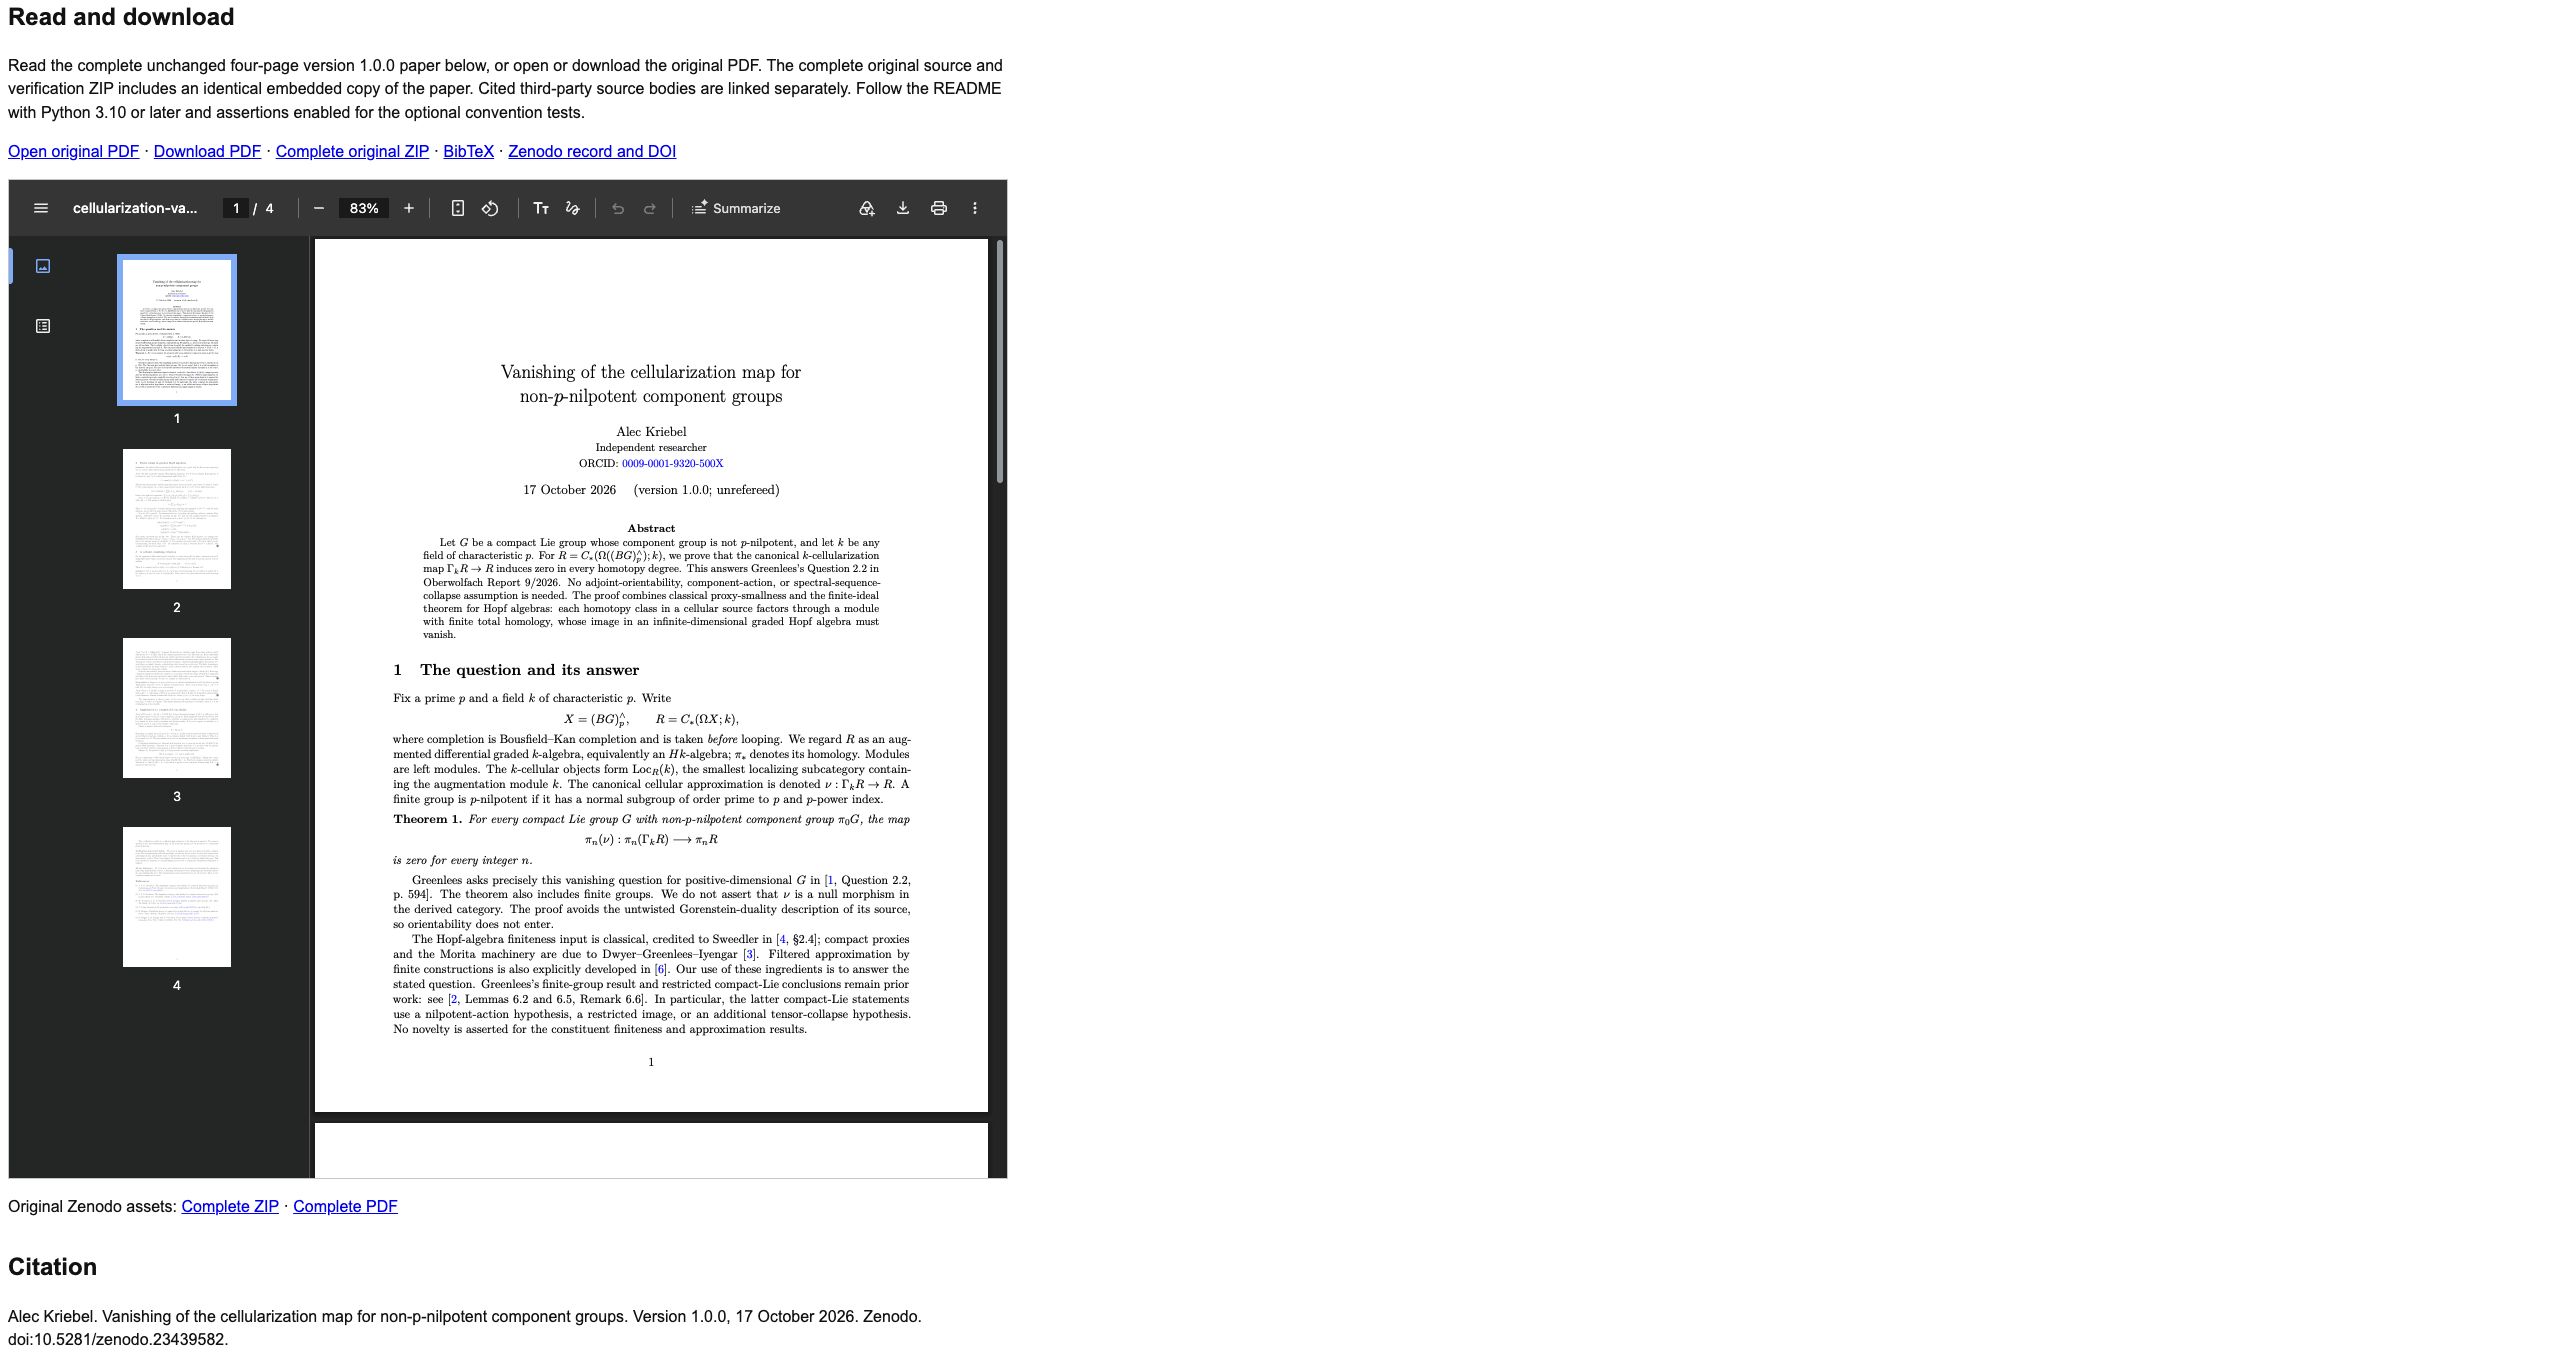 Read and download
Read the complete unchanged four-page version 1.0.0 paper below, or open or download the original PDF. The complete original source and
verification ZIP includes an identical embedded copy of the paper. Cited third-party source bodies are linked separately. Follow the README
with Python 3.10 or later and assertions enabled for the optional convention tests.
Open original PDF · Download PDF · Complete original ZIP · BibTeX · Zenodo record and DOI
cellularization-va... 1 / 4 − 83% + Summarize
1
2
3
4
Vanishing of the cellularization map for
non-p-nilpotent component groups
Alec Kriebel
Independent researcher
ORCID: 0009-0001-9320-500X
17 October 2026 (version 1.0.0; unrefereed)
Abstract
Let G be a compact Lie group whose component group is not p-nilpotent, and let k be any
field of characteristic p. For R = C∗(Ω((BG)^∧_p); k), we prove that the canonical k-cellularization
map Γ_kR → R induces zero in every homotopy degree. This answers Greenlees's Question 2.2 in
Oberwolfach Report 9/2026. No adjoint-orientability, component-action, or spectral-sequence-
collapse assumption is needed. The proof combines classical proxy-smallness and the finite-ideal
theorem for Hopf algebras: each homotopy class in a cellular source factors through a module
with finite total homology, whose image in an infinite-dimensional graded Hopf algebra must
vanish.
1 The question and its answer
Fix a prime p and a field k of characteristic p. Write
X = (BG)^∧_p, R = C∗(ΩX; k),
where completion is Bousfield–Kan completion and is taken before looping. We regard R as an aug-
mented differential graded k-algebra, equivalently an Hk-algebra; π∗ denotes its homology. Modules
are left modules. The k-cellular objects form Loc_R(k), the smallest localizing subcategory contain-
ing the augmentation module k. The canonical cellular approximation is denoted ν : Γ_kR → R. A
finite group is p-nilpotent if it has a normal subgroup of order prime to p and p-power index.
Theorem 1. For every compact Lie group G with non-p-nilpotent component group π₀G, the map
π_n(ν) : π_n(Γ_kR) ⟶ π_nR
is zero for every integer n.
Greenlees asks precisely this vanishing question for positive-dimensional G in [1, Question 2.2,
p. 594]. The theorem also includes finite groups. We do not assert that ν is a null morphism in
the derived category. The proof avoids the untwisted Gorenstein-duality description of its source,
so orientability does not enter.
The Hopf-algebra finiteness input is classical, credited to Sweedler in [4, §2.4]; compact proxies
and the Morita machinery are due to Dwyer–Greenlees–Iyengar [3]. Filtered approximation by
finite constructions is also explicitly developed in [6]. Our use of these ingredients is to answer the
stated question. Greenlees's finite-group result and restricted compact-Lie conclusions remain prior
work: see [2, Lemmas 6.2 and 6.5, Remark 6.6]. In particular, the latter compact-Lie statements
use a nilpotent-action hypothesis, a restricted image, or an additional tensor-collapse hypothesis.
No novelty is asserted for the constituent finiteness and approximation results.
1
Original Zenodo assets: Complete ZIP · Complete PDF
Citation
Alec Kriebel. Vanishing of the cellularization map for non-p-nilpotent component groups. Version 1.0.0, 17 October 2026. Zenodo.
doi:10.5281/zenodo.23439582.